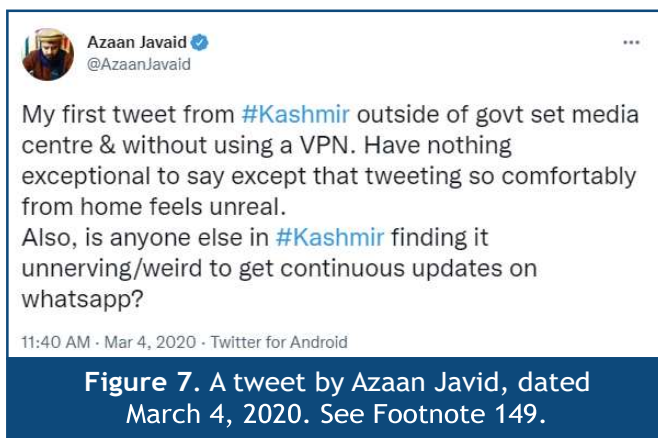 Azaan Javaid
@AzaanJavaid
My first tweet from #Kashmir outside of govt set media
centre & without using a VPN. Have nothing
exceptional to say except that tweeting so comfortably
from home feels unreal.
Also, is anyone else in #Kashmir finding it
unnerving/weird to get continuous updates on
whatsapp?
11:40 AM · Mar 4, 2020 · Twitter for Android
Figure 7. A tweet by Azaan Javid, dated
March 4, 2020. See Footnote 149.